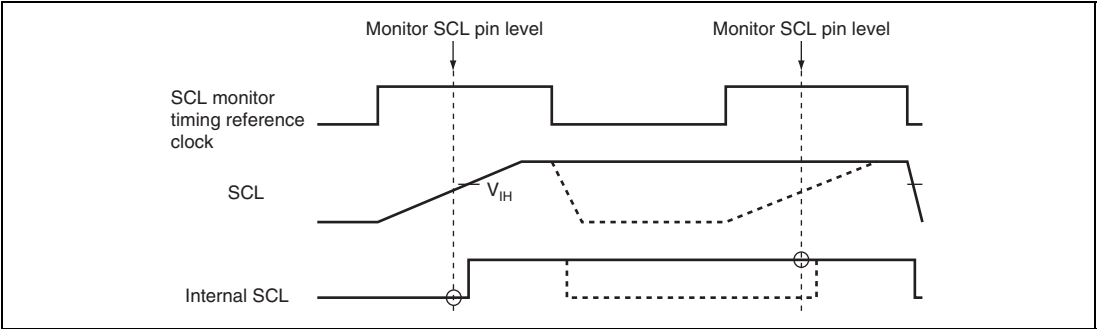 Monitor SCL pin level
Monitor SCL pin level
SCL monitor
timing reference
clock
SCL
VIH
Internal SCL